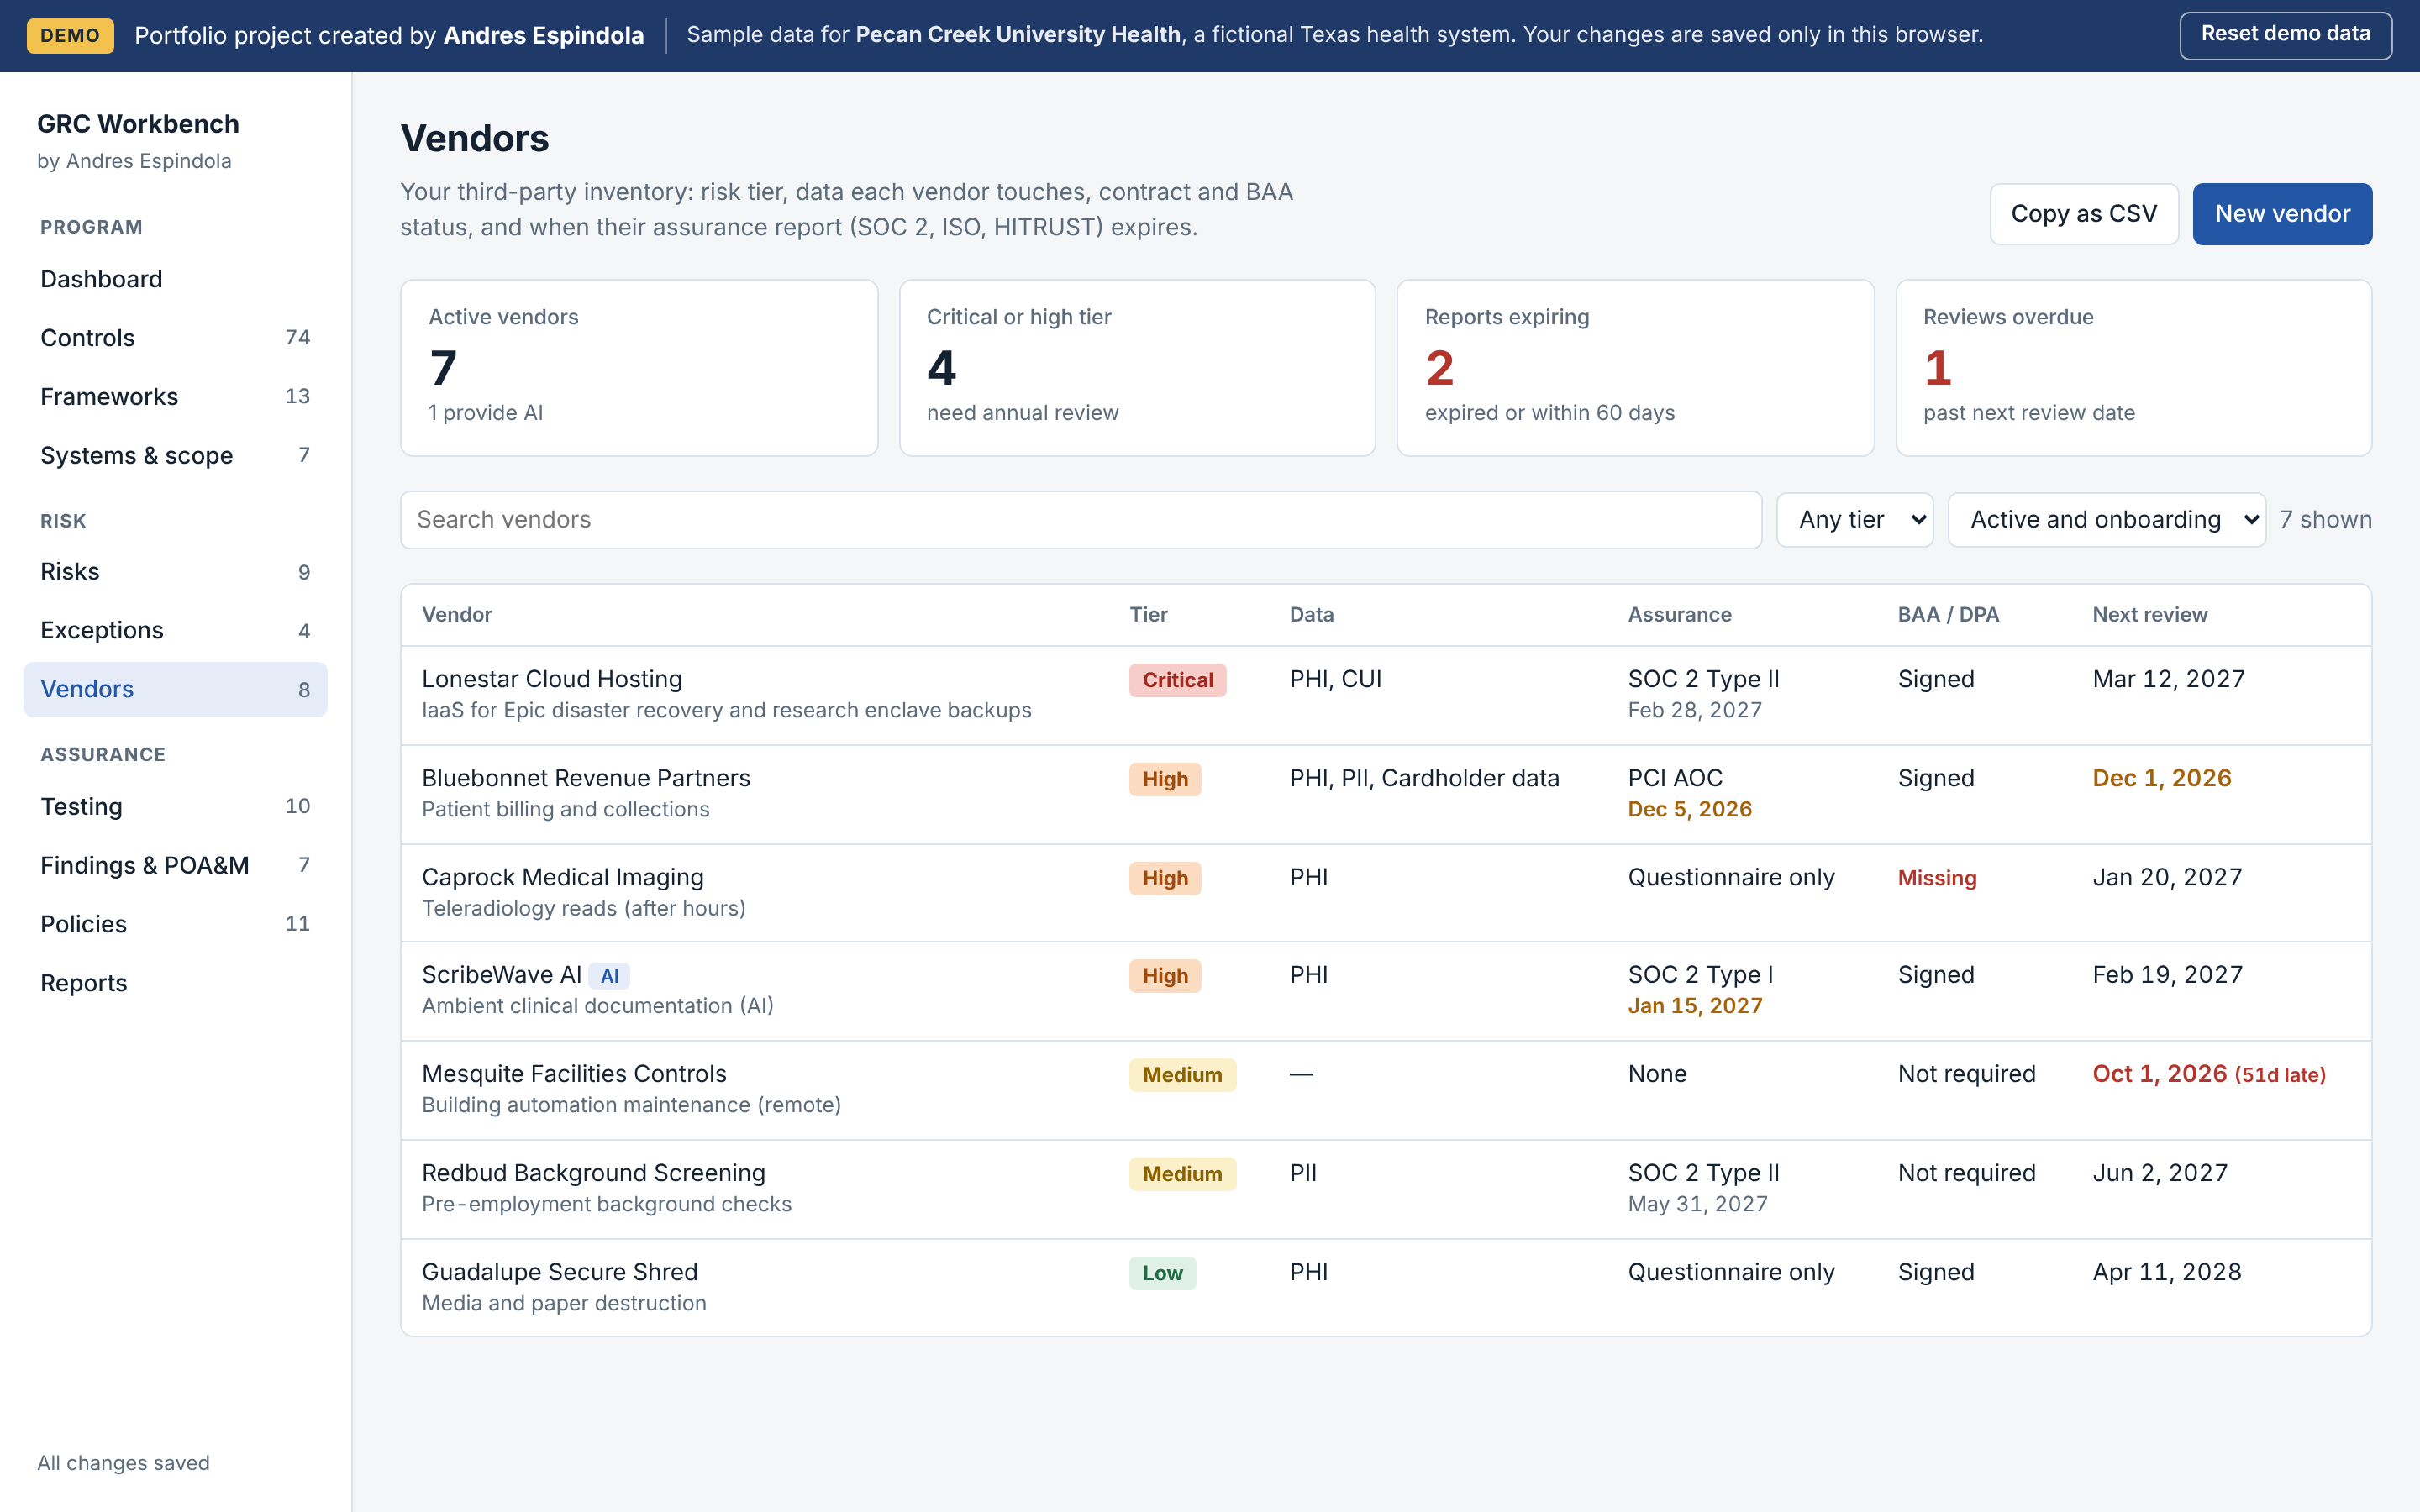 DEMO Portfolio project created by Andres Espindola Sample data for Pecan Creek University Health, a fictional Texas health system. Your changes are saved only in this browser. Reset demo data
GRC Workbench
by Andres Espindola
PROGRAM
Dashboard
Controls 74
Frameworks 13
Systems & scope 7
RISK
Risks 9
Exceptions 4
Vendors 8
ASSURANCE
Testing 10
Findings & POA&M 7
Policies 11
Reports
All changes saved
Vendors
Your third-party inventory: risk tier, data each vendor touches, contract and BAA
status, and when their assurance report (SOC 2, ISO, HITRUST) expires.
Copy as CSV New vendor
Active vendors
7
1 provide AI
Critical or high tier
4
need annual review
Reports expiring
2
expired or within 60 days
Reviews overdue
1
past next review date
Search vendors Any tier Active and onboarding 7 shown
Vendor Tier Data Assurance BAA / DPA Next review
Lonestar Cloud Hosting Critical PHI, CUI SOC 2 Type II Signed Mar 12, 2027
IaaS for Epic disaster recovery and research enclave backups Feb 28, 2027
Bluebonnet Revenue Partners High PHI, PII, Cardholder data PCI AOC Signed Dec 1, 2026
Patient billing and collections Dec 5, 2026
Caprock Medical Imaging High PHI Questionnaire only Missing Jan 20, 2027
Teleradiology reads (after hours)
ScribeWave AI AI High PHI SOC 2 Type I Signed Feb 19, 2027
Ambient clinical documentation (AI) Jan 15, 2027
Mesquite Facilities Controls Medium — None Not required Oct 1, 2026 (51d late)
Building automation maintenance (remote)
Redbud Background Screening Medium PII SOC 2 Type II Not required Jun 2, 2027
Pre-employment background checks May 31, 2027
Guadalupe Secure Shred Low PHI Questionnaire only Signed Apr 11, 2028
Media and paper destruction